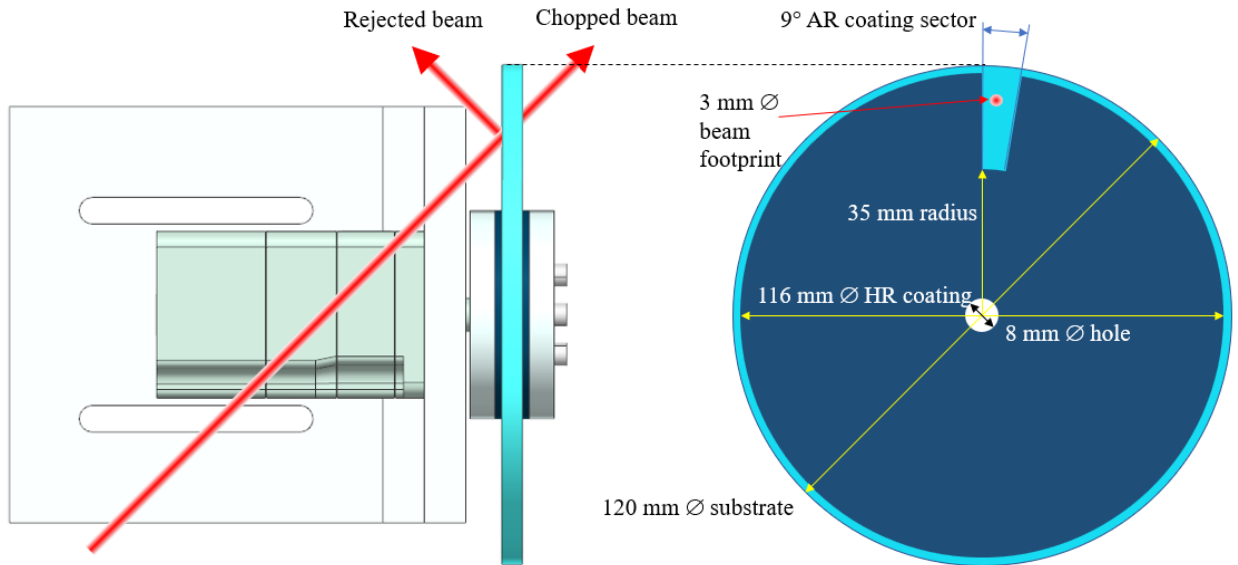 Rejected beam
Chopped beam
9° AR coating sector
3 mm ∅
beam
footprint
35 mm radius
116 mm ∅ HR coating
8 mm ∅ hole
120 mm ∅ substrate